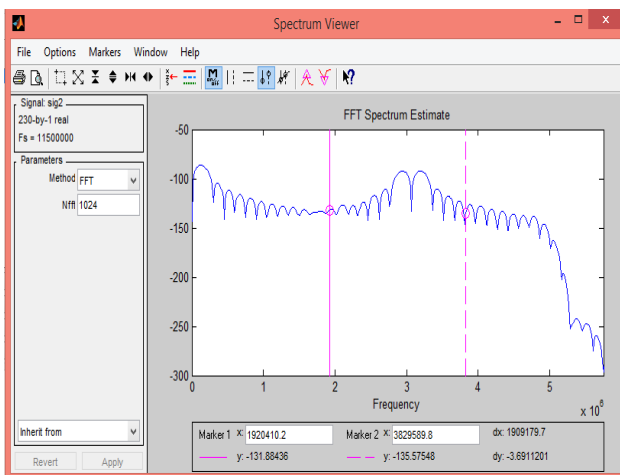 Spectrum Viewer
File Options Markers Window Help
Signal: sig2
230-by-1 real
Fs = 11500000
Parameters
Method FFT
Nfft 1024
Inherit from
Revert Apply
FFT Spectrum Estimate
-50
-100
-150
-200
-250
-300
0 1 2 3 4 5
x 10^6
Frequency
Marker 1 x: 1920410.2 Marker 2 x: 3829589.8 dx: 1909179.7
y: -131.88436 y: -135.57548 dy: -3.6911201